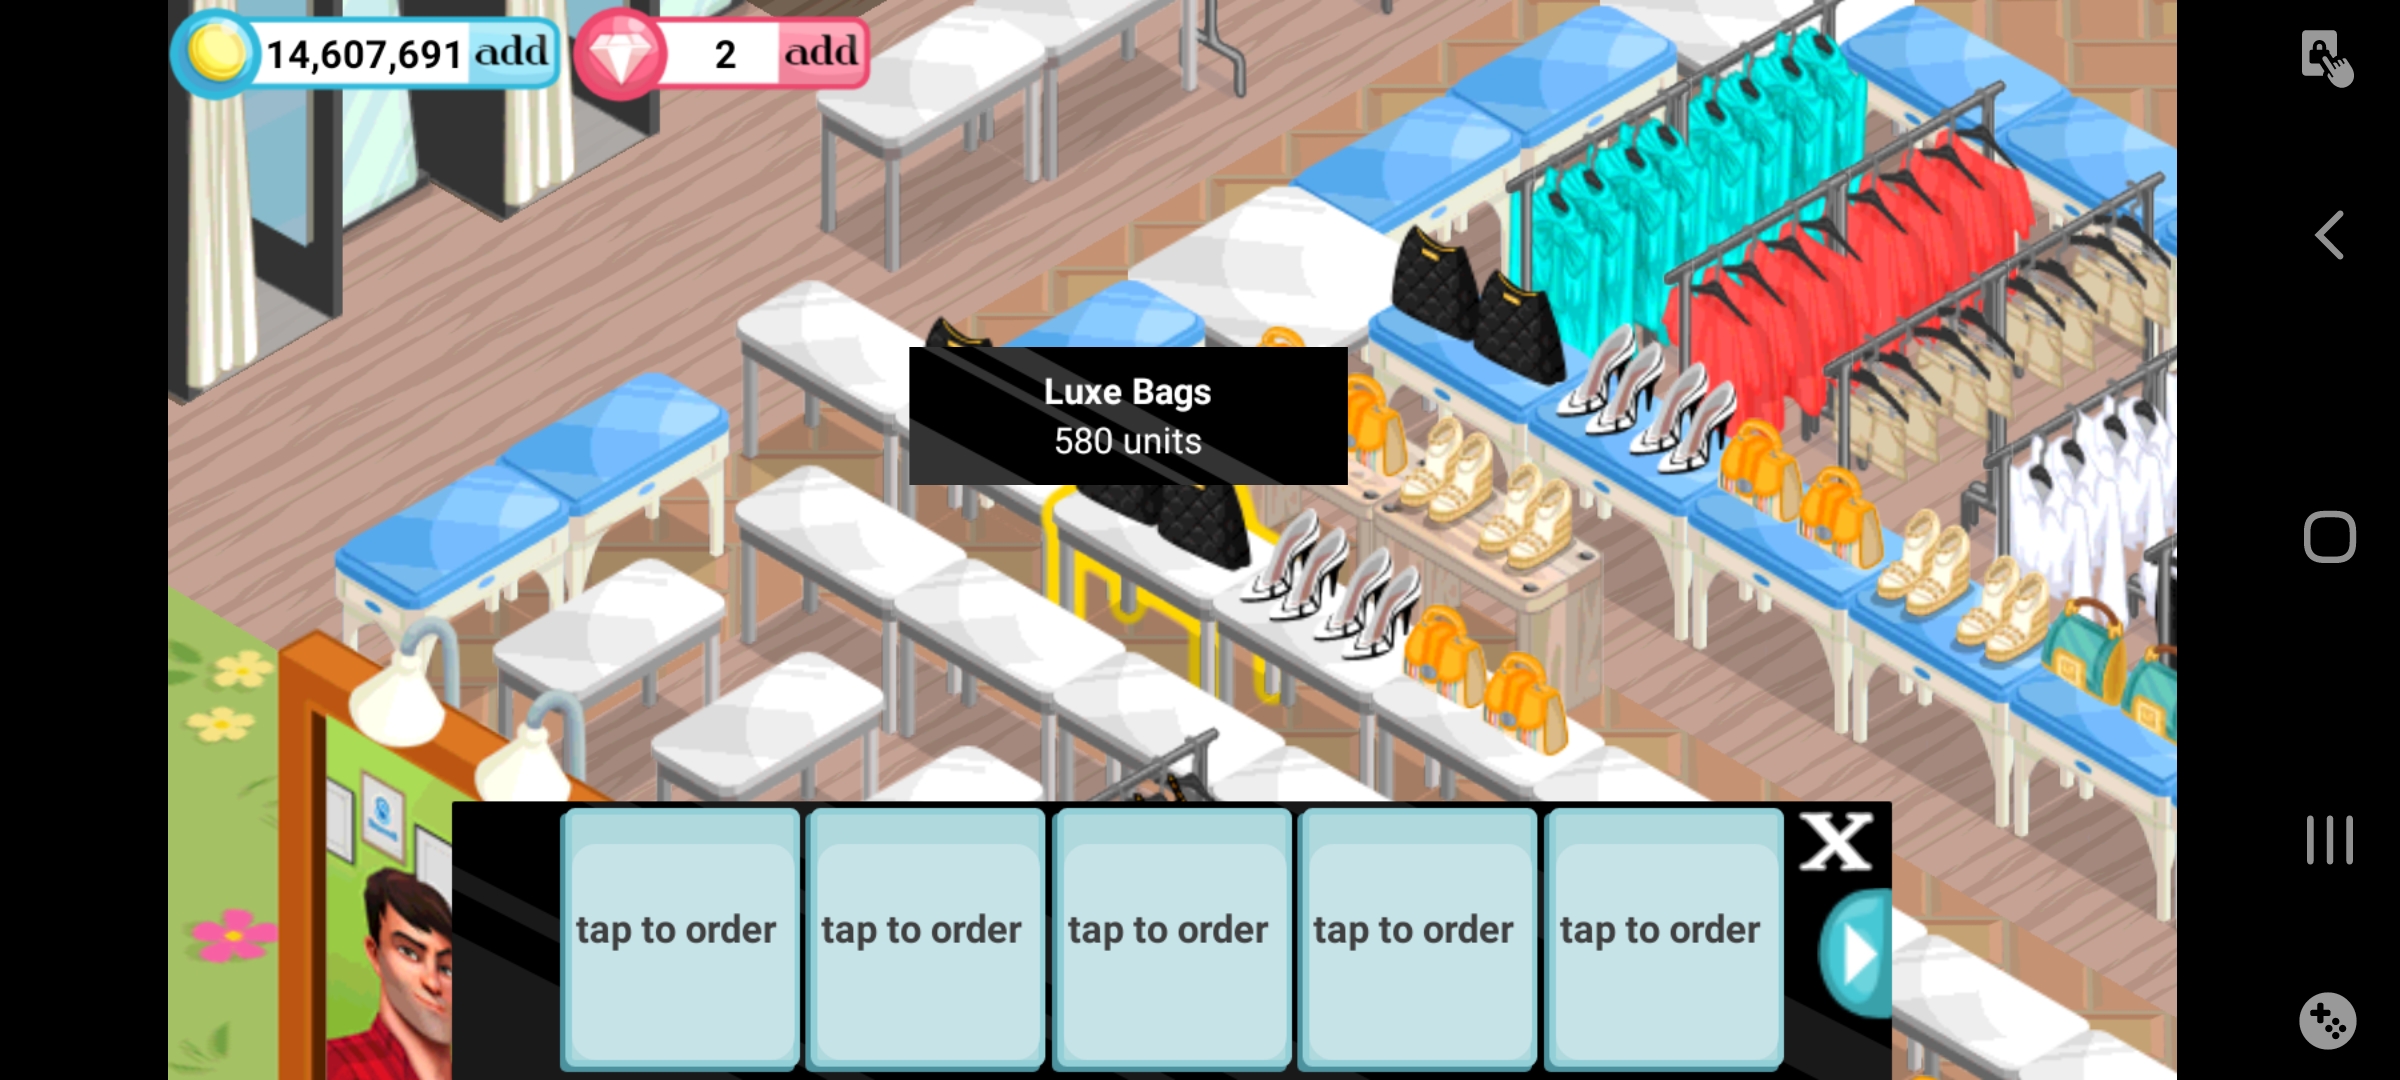 14,607,691 add
2 add
Luxe Bags
580 units
X
tap to order
tap to order
tap to order
tap to order
tap to order